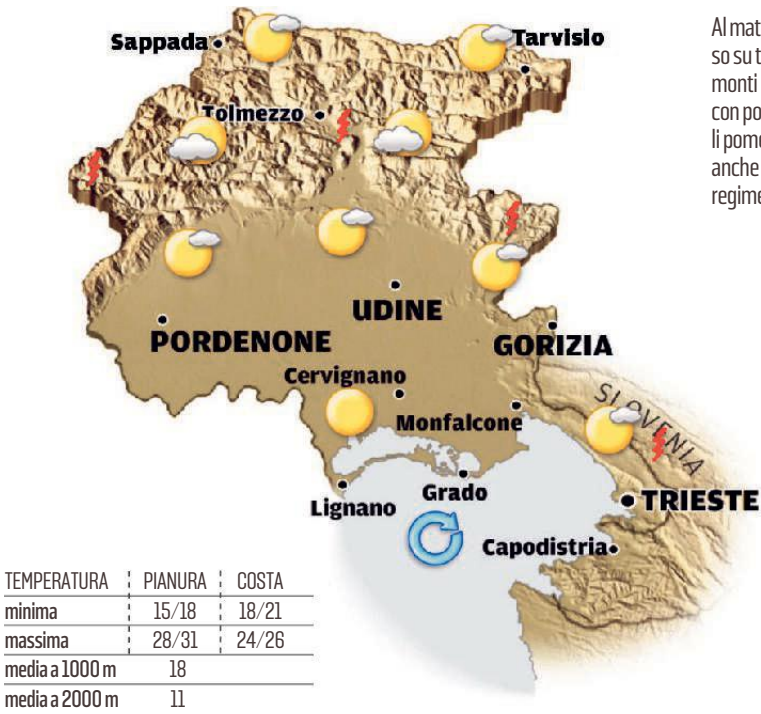 Sappada
Tarvisio
Tolmezzo
UDINE
PORDENONE
GORIZIA
Cervignano
Monfalcone
SLOVENIA
Lignano
Grado
TRIESTE
Capodistria
TEMPERATURA PIANURA COSTA
minima 15/18 18/21
massima 28/31 24/26
media a 1000 m 18
media a 2000 m 11
Al mat
so su t
monti
con po
li pome
anche
regime